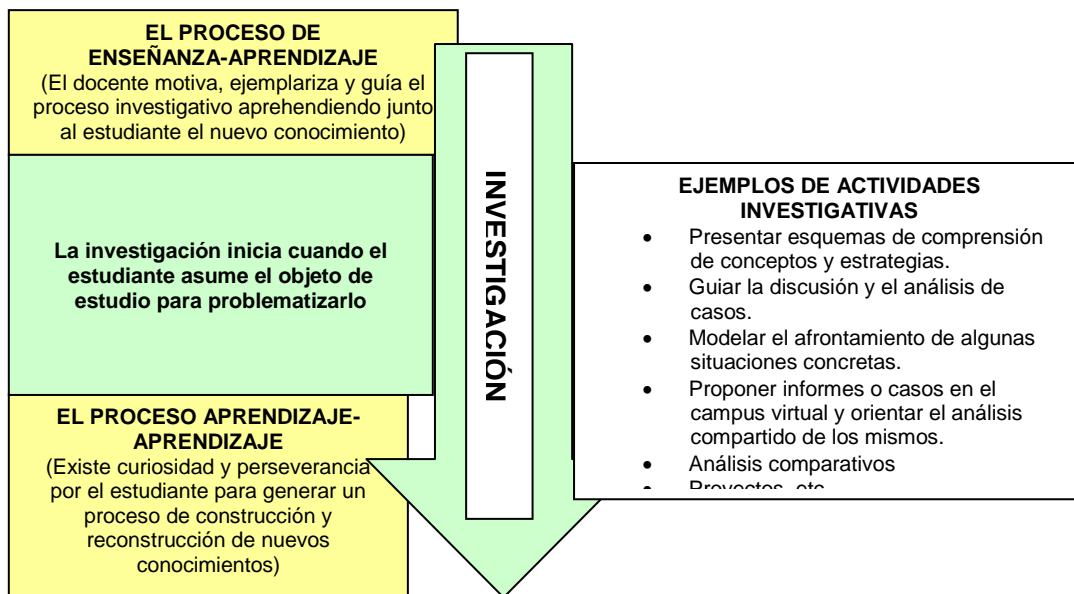 EL PROCESO DE
ENSEÑANZA-APRENDIZAJE
(El docente motiva, ejemplariza y guía el
proceso investigativo aprehendiendo junto
al estudiante el nuevo conocimiento)
La investigación inicia cuando el
estudiante asume el objeto de
estudio para problematizarlo
EL PROCESO APRENDIZAJE-
APRENDIZAJE
(Existe curiosidad y perseverancia
por el estudiante para generar un
proceso de construcción y
reconstrucción de nuevos
conocimientos)
INVESTIGACIÓN
EJEMPLOS DE ACTIVIDADES
INVESTIGATIVAS
• Presentar esquemas de comprensión
de conceptos y estrategias.
• Guiar la discusión y el análisis de
casos.
• Modelar el afrontamiento de algunas
situaciones concretas.
• Proponer informes o casos en el
campus virtual y orientar el análisis
compartido de los mismos.
• Análisis comparativos
• Proyectos, etc